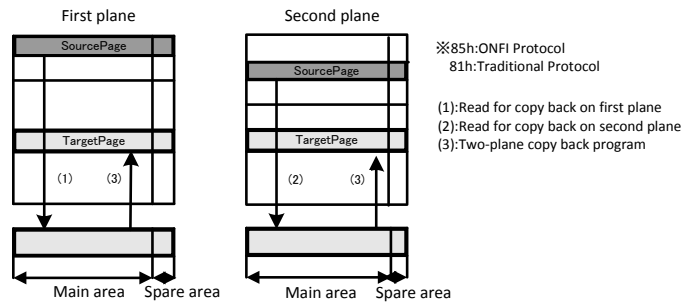 First plane
Second plane
SourcePage
SourcePage
※85h:ONFI Protocol
81h:Traditional Protocol
(1):Read for copy back on first plane
(2):Read for copy back on second plane
(3):Two-plane copy back program
TargetPage
TargetPage
(1) (3)
(2) (3)
Main area Spare area
Main area Spare area